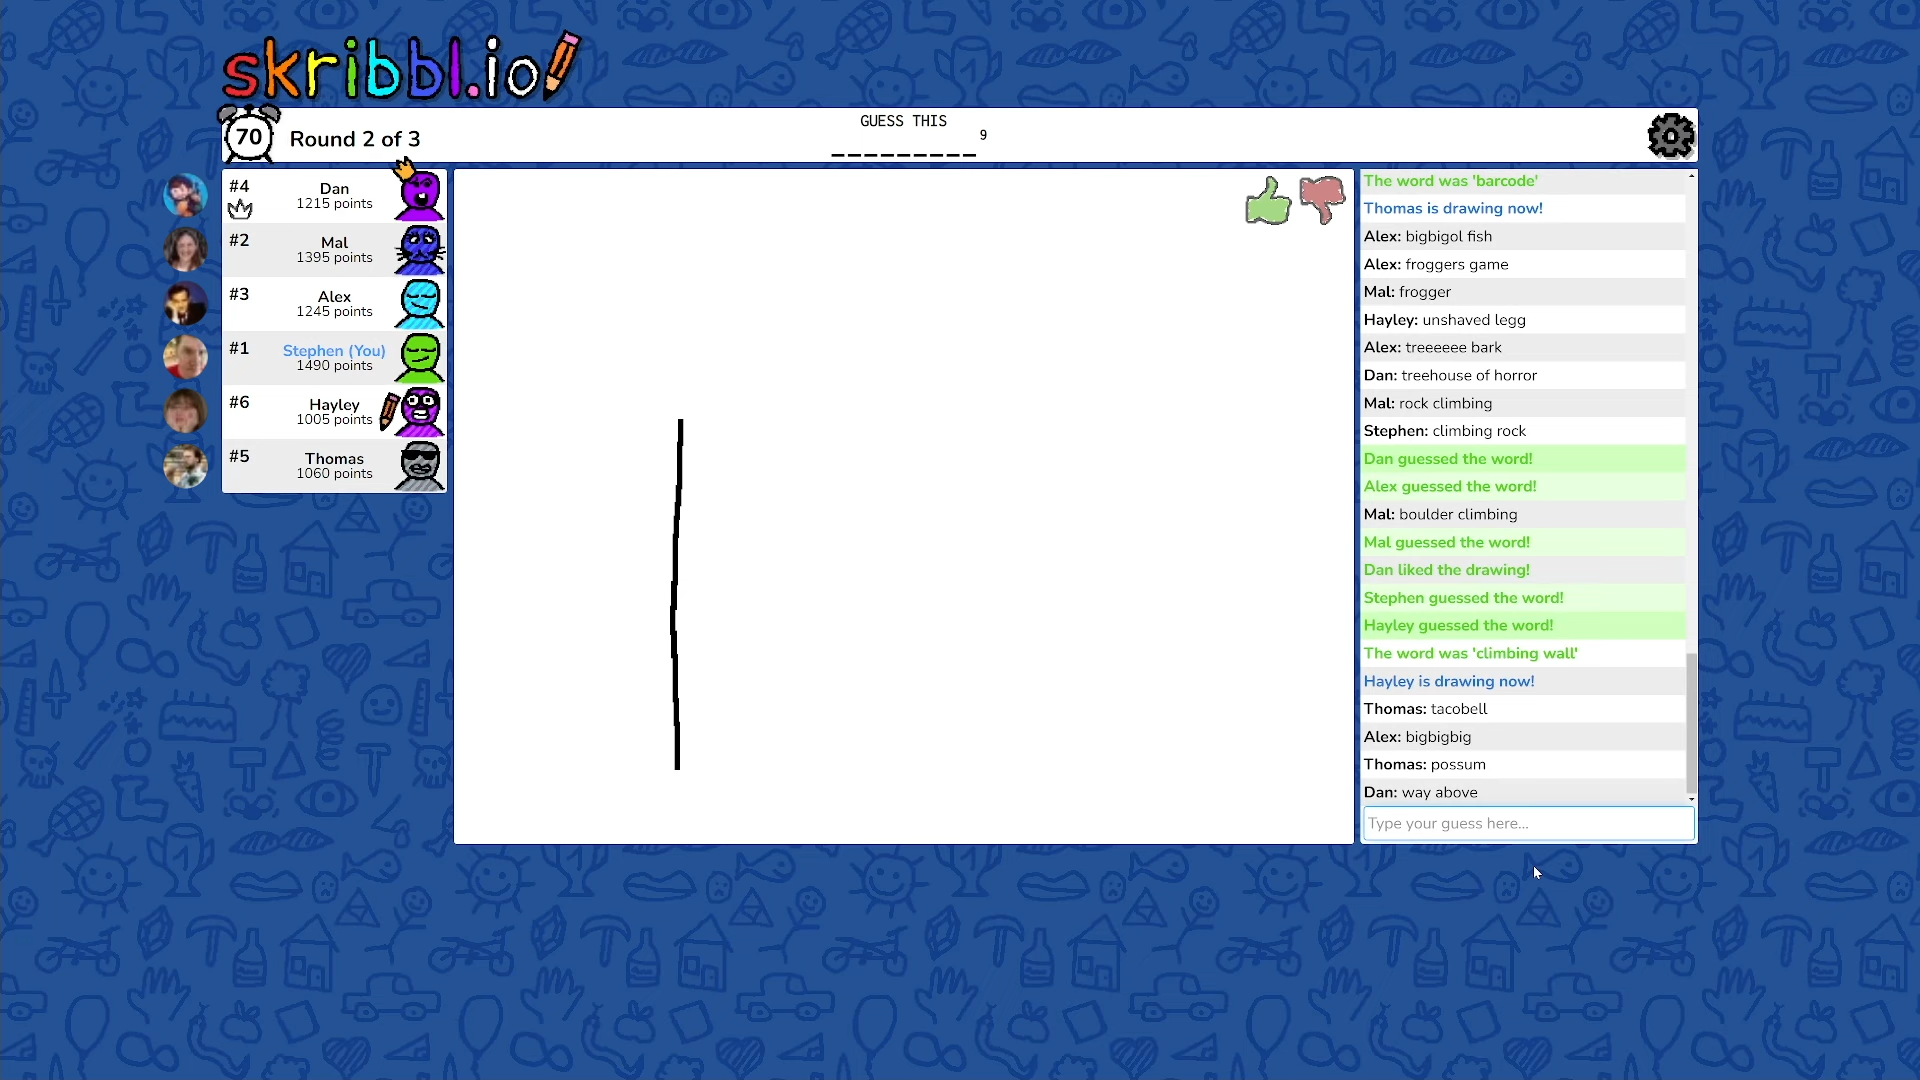 skribbl.io
70
Round 2 of 3
GUESS THIS
_________ 9
#4 Dan
1215 points
#2 Mal
1395 points
#3 Alex
1245 points
#1 Stephen (You)
1490 points
#6 Hayley
1005 points
#5 Thomas
1060 points
The word was 'barcode'
Thomas is drawing now!
Alex: bigbigol fish
Alex: froggers game
Mal: frogger
Hayley: unshaved legg
Alex: treeeeee bark
Dan: treehouse of horror
Mal: rock climbing
Stephen: climbing rock
Dan guessed the word!
Alex guessed the word!
Mal: boulder climbing
Mal guessed the word!
Dan liked the drawing!
Stephen guessed the word!
Hayley guessed the word!
The word was 'climbing wall'
Hayley is drawing now!
Thomas: tacobell
Alex: bigbigbig
Thomas: possum
Dan: way above
Type your guess here...